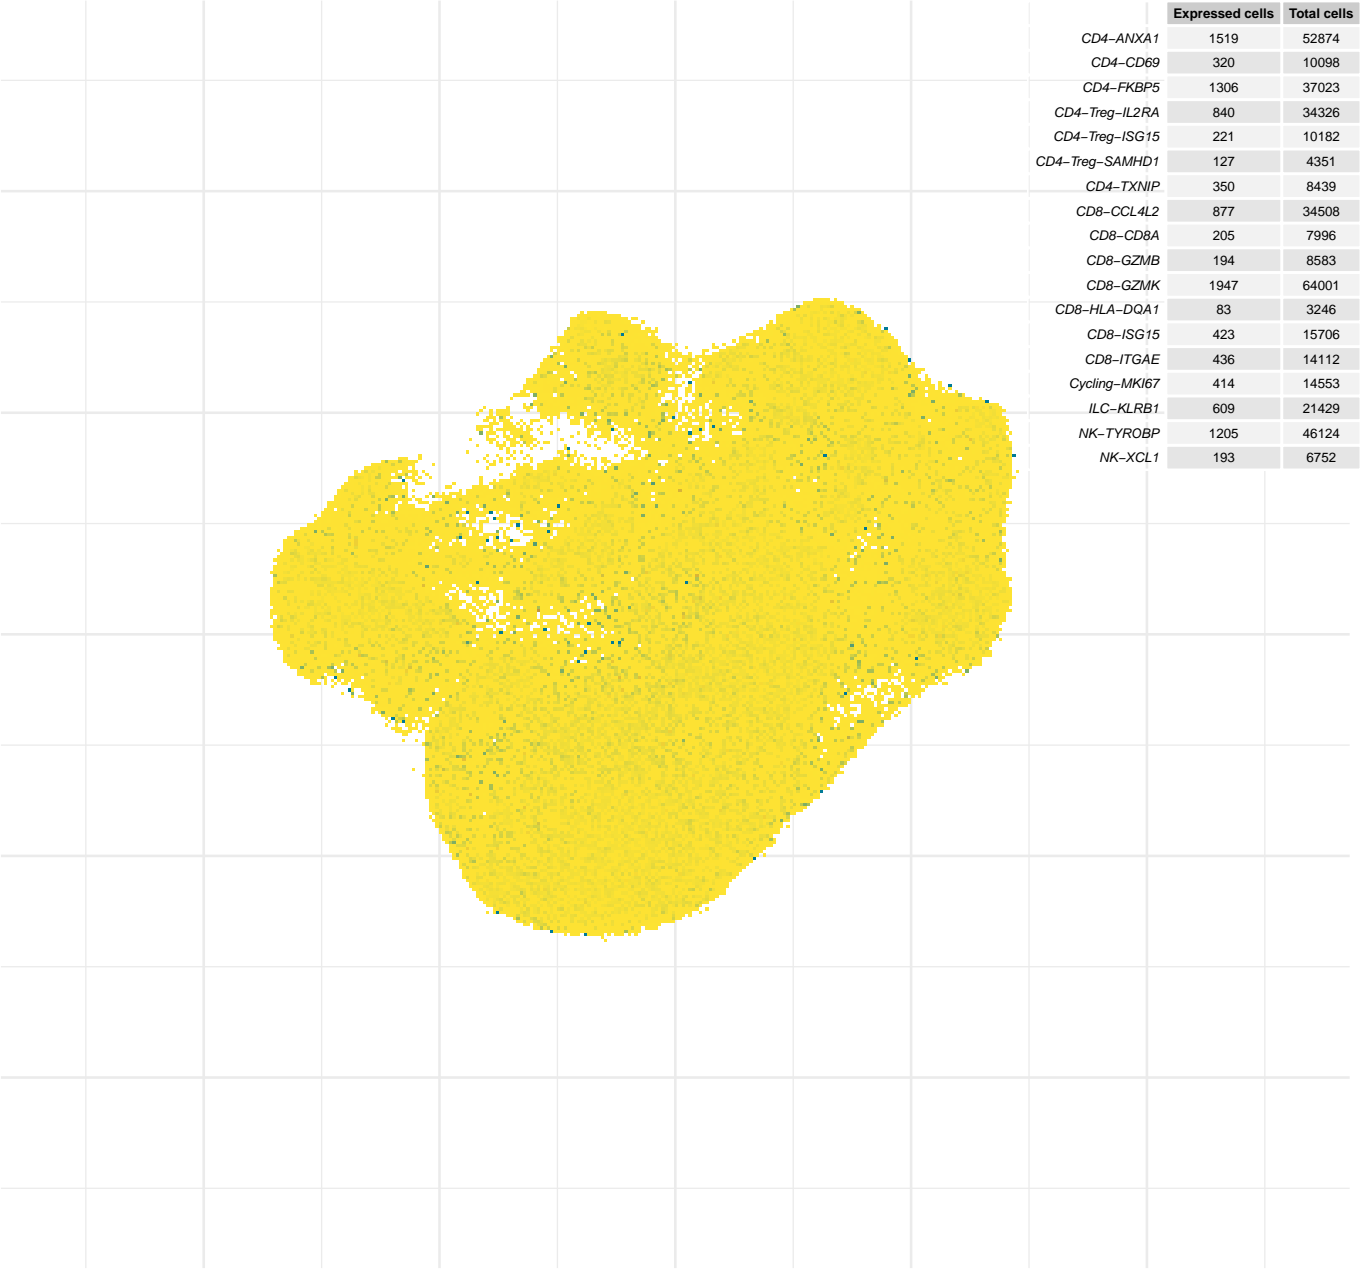 Expressed cells Total cells
CD4−ANXA1 1519 52874
CD4−CD69 320 10098
CD4−FKBP5 1306 37023
CD4−Treg−IL2RA 840 34326
CD4−Treg−ISG15 221 10182
CD4−Treg−SAMHD1 127 4351
CD4−TXNIP 350 8439
CD8−CCL4L2 877 34508
CD8−CD8A 205 7996
CD8−GZMB 194 8583
CD8−GZMK 1947 64001
CD8−HLA−DQA1 83 3246
CD8−ISG15 423 15706
CD8−ITGAE 436 14112
Cycling−MKI67 414 14553
ILC−KLRB1 609 21429
NK−TYROBP 1205 46124
NK−XCL1 193 6752